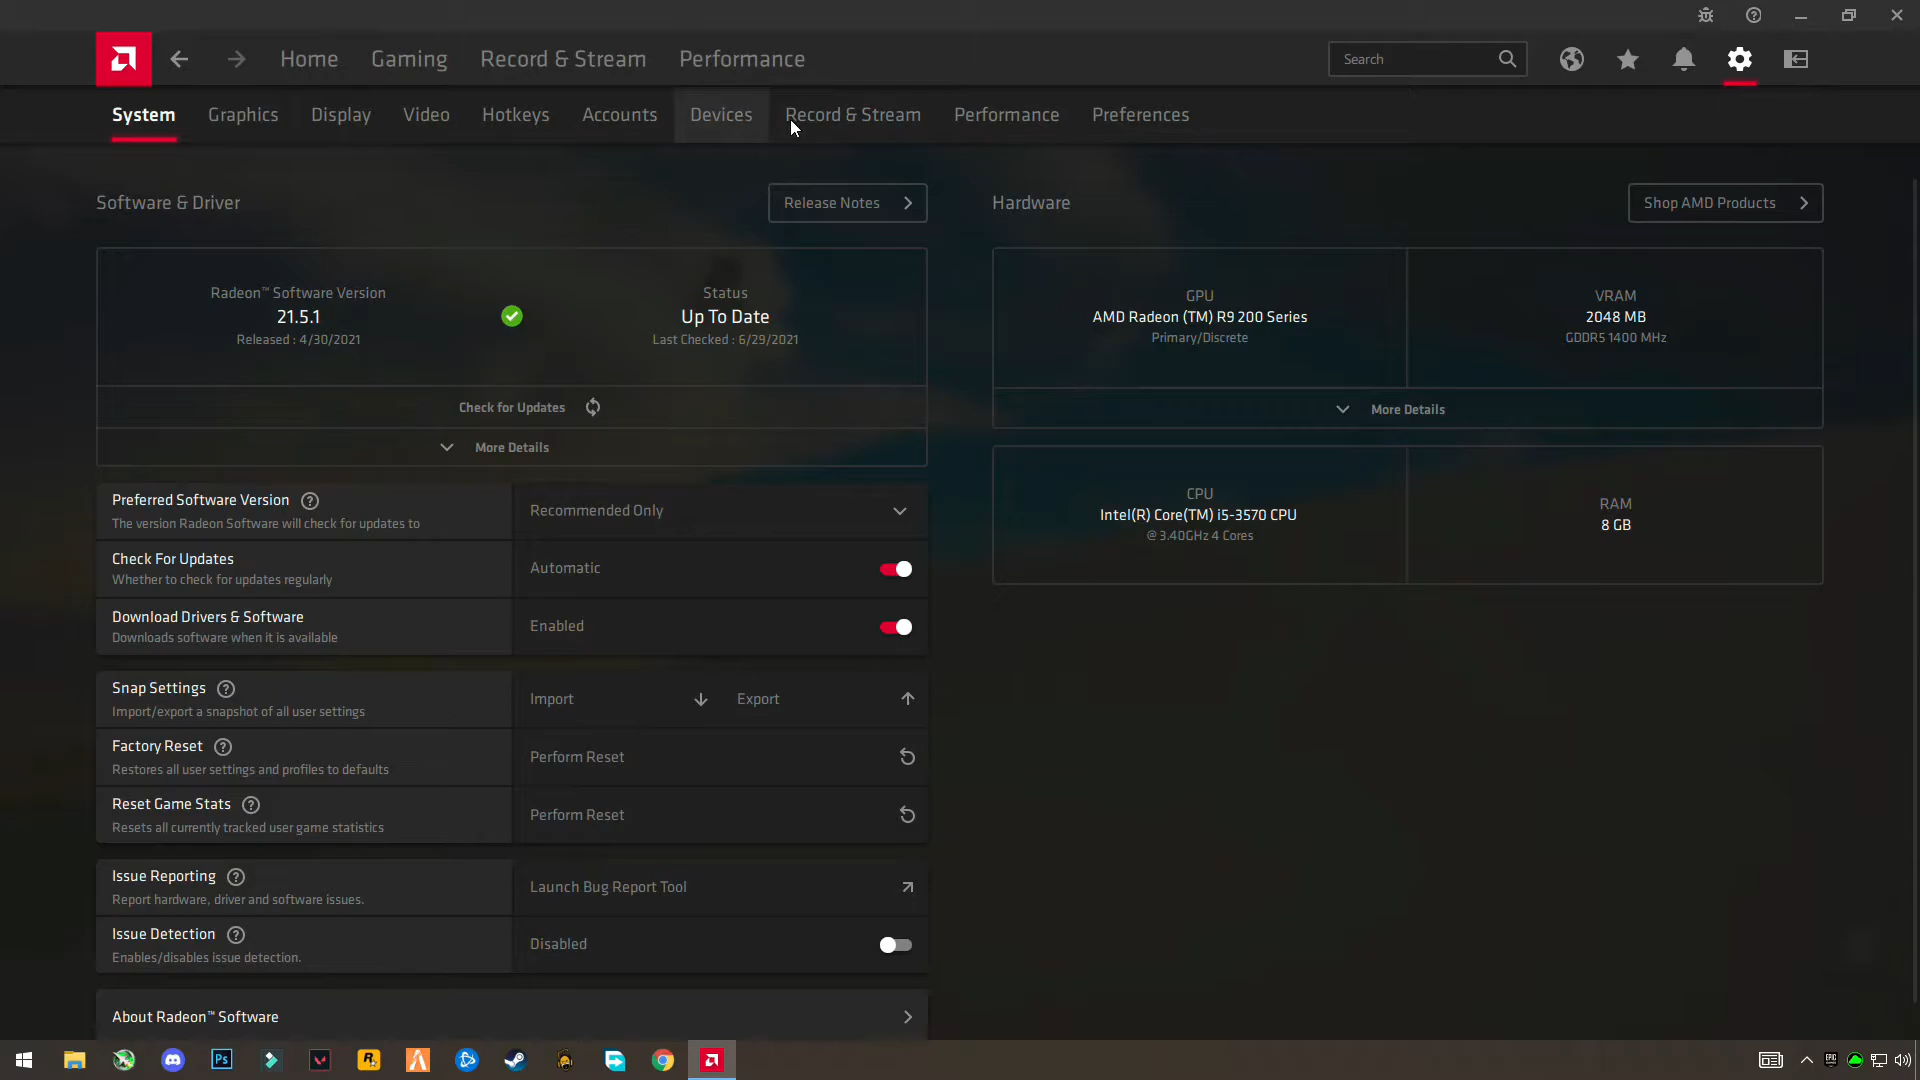 Home Gaming Record & Stream Performance
Search
System Graphics Display Video Hotkeys Accounts Devices Record & Stream Performance Preferences
Software & Driver
Release Notes
Radeon™ Software Version
21.5.1
Released : 4/30/2021
Status
Up To Date
Last Checked : 6/29/2021
Check for Updates
More Details
Preferred Software Version
The version Radeon Software will check for updates to
Recommended Only
Check For Updates
Whether to check for updates regularly
Automatic
Download Drivers & Software
Downloads software when it is available
Enabled
Snap Settings
Import/export a snapshot of all user settings
Import
Export
Factory Reset
Restores all user settings and profiles to defaults
Perform Reset
Reset Game Stats
Resets all currently tracked user game statistics
Perform Reset
Issue Reporting
Report hardware, driver and software issues.
Launch Bug Report Tool
Issue Detection
Enables/disables issue detection.
Disabled
About Radeon™ Software
Hardware
Shop AMD Products
GPU
AMD Radeon (TM) R9 200 Series
Primary/Discrete
VRAM
2048 MB
GDDR5 1400 MHz
More Details
CPU
Intel(R) Core(TM) i5-3570 CPU
@ 3.40GHz 4 Cores
RAM
8 GB
Ps
R
EPIC